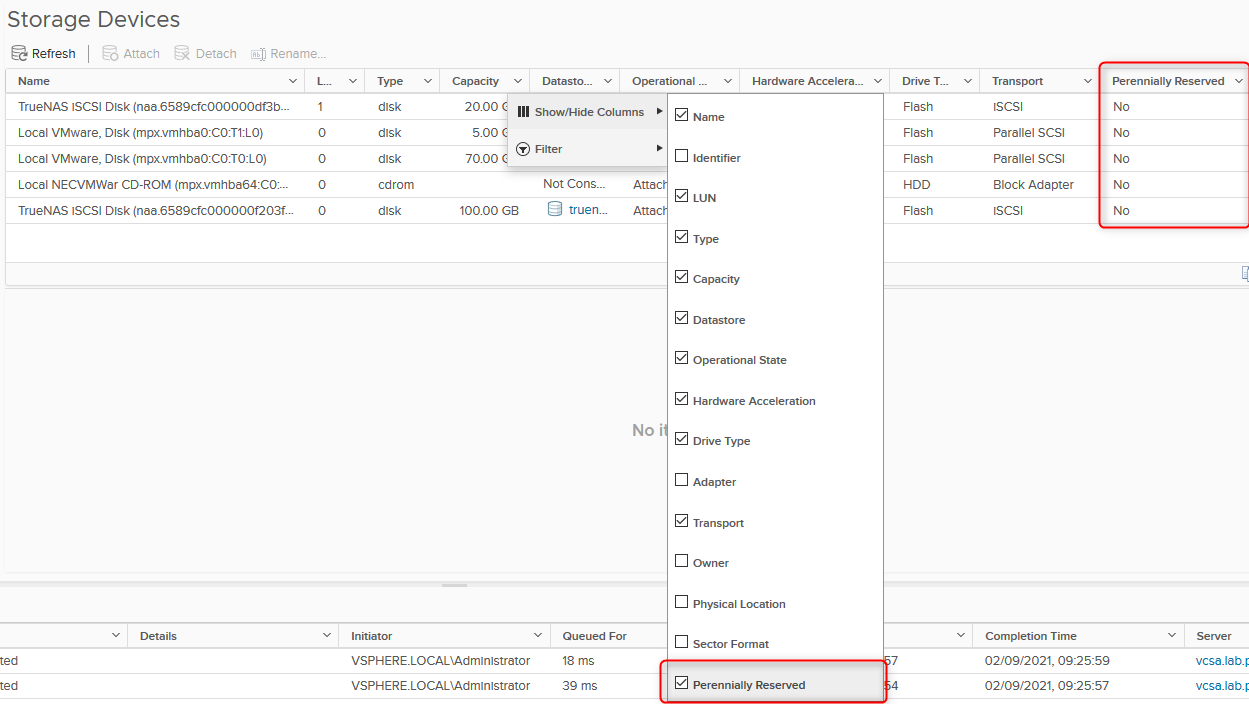 Storage Devices
Refresh Attach Detach Rename...
Name L... Type Capacity Datasto... Operational ... Hardware Accelera... Drive T... Transport Perennially Reserved
TrueNAS iSCSI Disk (naa.6589cfc000000df3b... 1 disk 20.00 G Flash iSCSI No
Local VMware, Disk (mpx.vmhba0:C0:T1:L0) 0 disk 5.00 Flash Parallel SCSI No
Local VMware, Disk (mpx.vmhba0:C0:T0:L0) 0 disk 70.00 Flash Parallel SCSI No
Local NECVMWar CD-ROM (mpx.vmhba64:C0:... 0 cdrom Not Cons... Attach HDD Block Adapter No
TrueNAS iSCSI Disk (naa.6589cfc000000f203f... 0 disk 100.00 GB truen... Attach Flash iSCSI No
Show/Hide Columns
Filter
Name
Identifier
LUN
Type
Capacity
Datastore
Operational State
Hardware Acceleration
Drive Type
Adapter
Transport
Owner
Physical Location
Sector Format
Perennially Reserved
No it
Details Initiator Queued For Completion Time Server
ted VSPHERE.LOCAL\Administrator 18 ms 57 02/09/2021, 09:25:59 vcsa.lab.p
ted VSPHERE.LOCAL\Administrator 39 ms 54 02/09/2021, 09:25:57 vcsa.lab.p